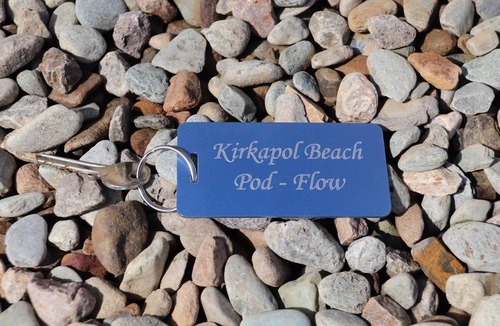 Kirkapol Beach
Pod - Flow